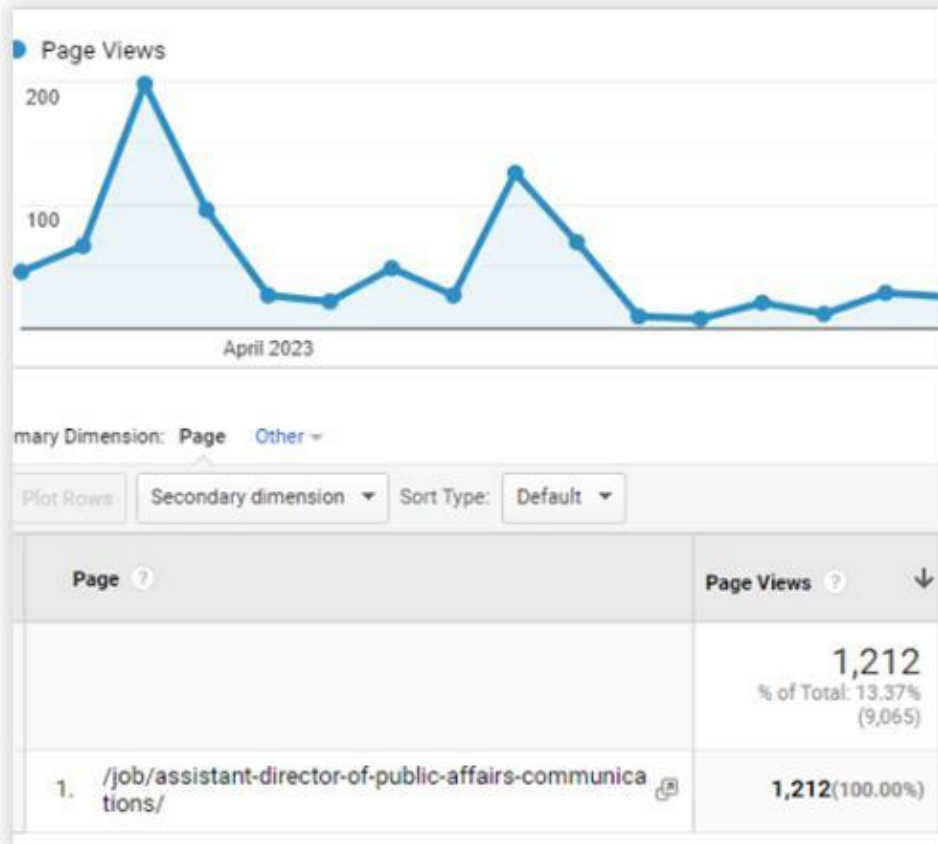 Page Views
200
100
April 2023
mary Dimension: Page Other
Plot Rows Secondary dimension Sort Type: Default
Page ? Page Views ?
1,212
% of Total: 13.37%
(9,065)
1. /job/assistant-director-of-public-affairs-communica
tions/ 1,212(100.00%)